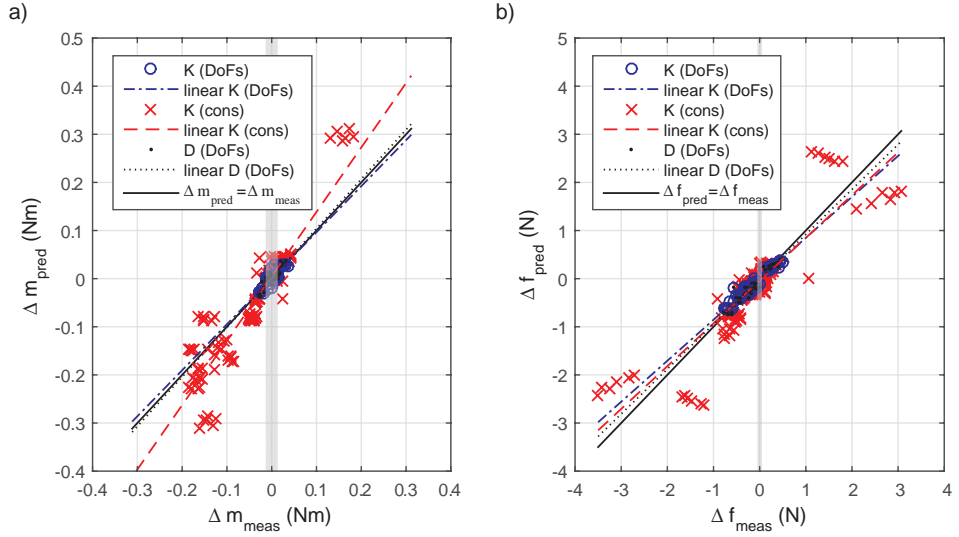 a)
0.5
0.4
0.3
0.2
0.1
0
-0.1
-0.2
-0.3
-0.4
Δ m_pred (Nm)
K (DoFs)
linear K (DoFs)
K (cons)
linear K (cons)
D (DoFs)
linear D (DoFs)
Δ m_pred=Δ m_meas
-0.4 -0.3 -0.2 -0.1 0 0.1 0.2 0.3 0.4
Δ m_meas (Nm)
b)
5
4
3
2
1
0
-1
-2
-3
-4
Δ f_pred (N)
K (DoFs)
linear K (DoFs)
K (cons)
linear K (cons)
D (DoFs)
linear D (DoFs)
Δ f_pred=Δ f_meas
-4 -3 -2 -1 0 1 2 3 4
Δ f_meas (N)